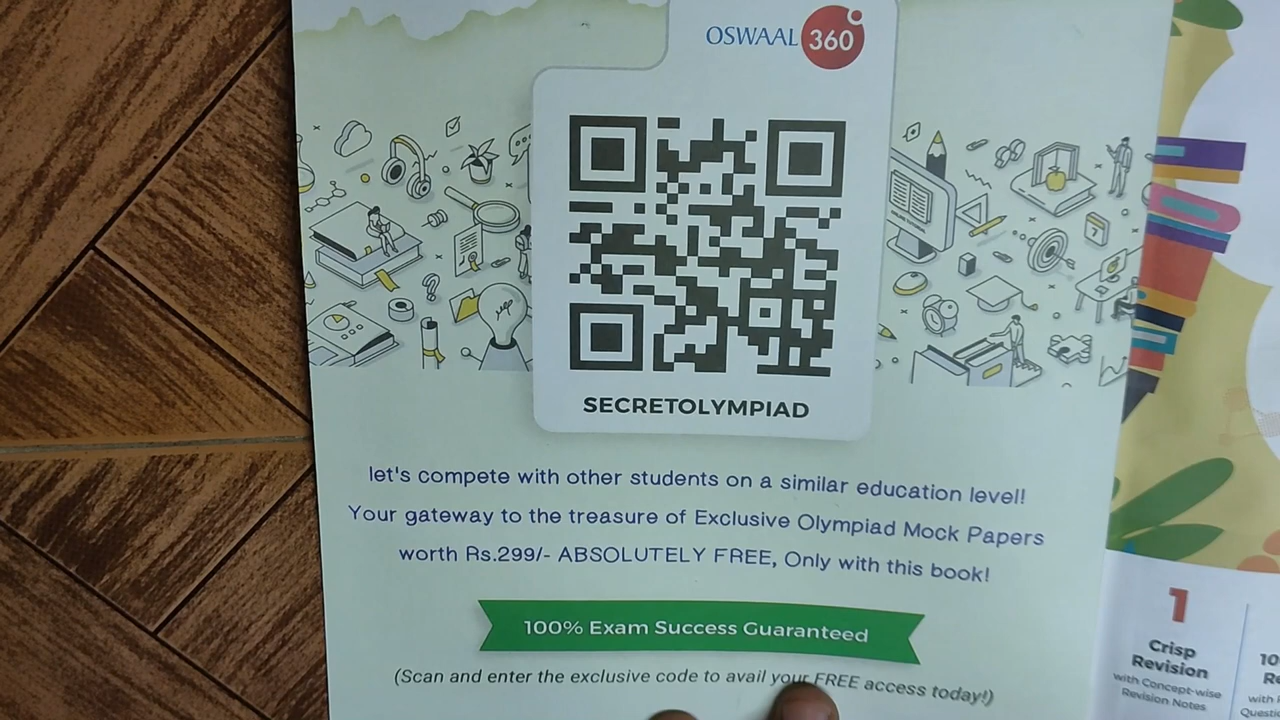 OSWAAL 360
SECRETOLYMPIAD
let's compete with other students on a similar education level!
Your gateway to the treasure of Exclusive Olympiad Mock Papers
worth Rs.299/- ABSOLUTELY FREE, Only with this book!
100% Exam Success Guaranteed
(Scan and enter the exclusive code to avail your FREE access today!)
1
Crisp
Revision
with Concept-wise
Revision Notes